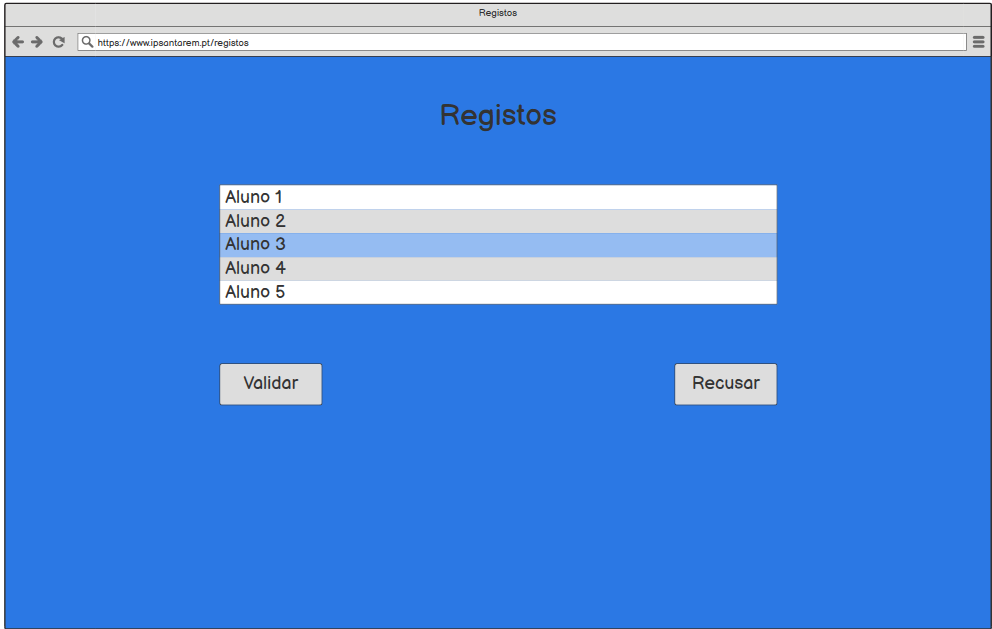 Registos
https://www.ipsantarem.pt/registos
Registos
Aluno 1
Aluno 2
Aluno 3
Aluno 4
Aluno 5
Validar
Recusar